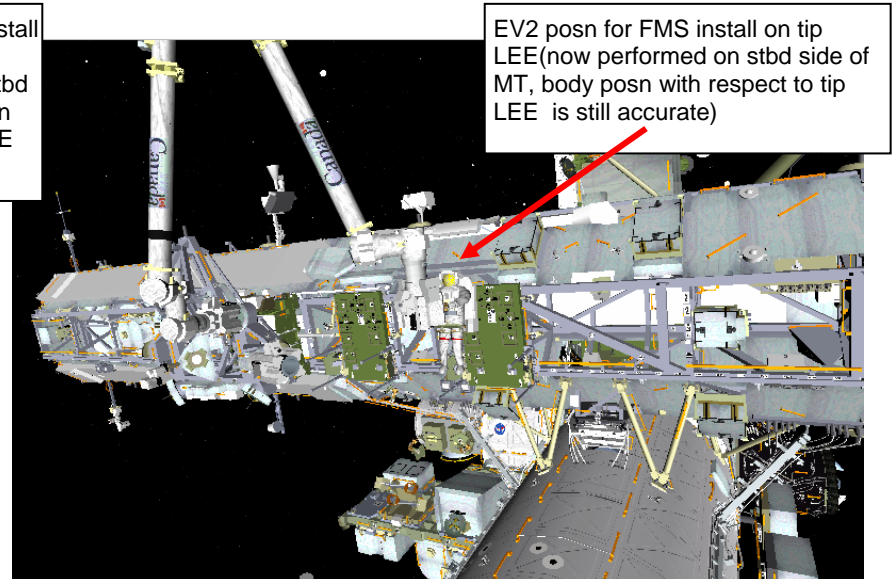 stall
tbd
n
E
EV2 posn for FMS install on tip
LEE(now performed on stbd side of
MT, body posn with respect to tip
LEE is still accurate)
Canada
Canada